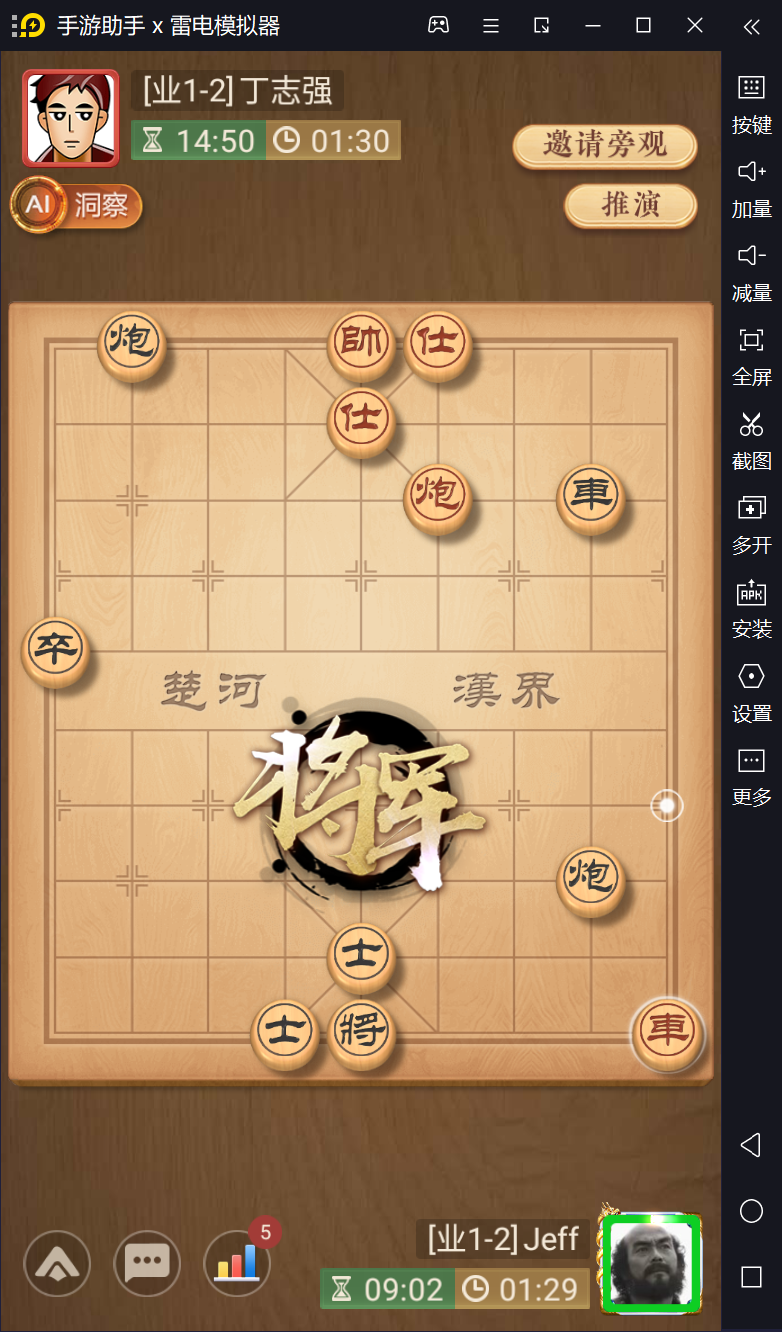 手游助手 x 雷电模拟器
[业1-2]丁志强
14:50 01:30
邀请旁观
AI 洞察
推演
按键
加量
减量
全屏
截图
多开
APK
安装
设置
更多
炮 帥 仕
仕
炮 車
卒
楚河 漢界
将军
炮
士
士 將 車
5
[业1-2]Jeff
09:02 01:29